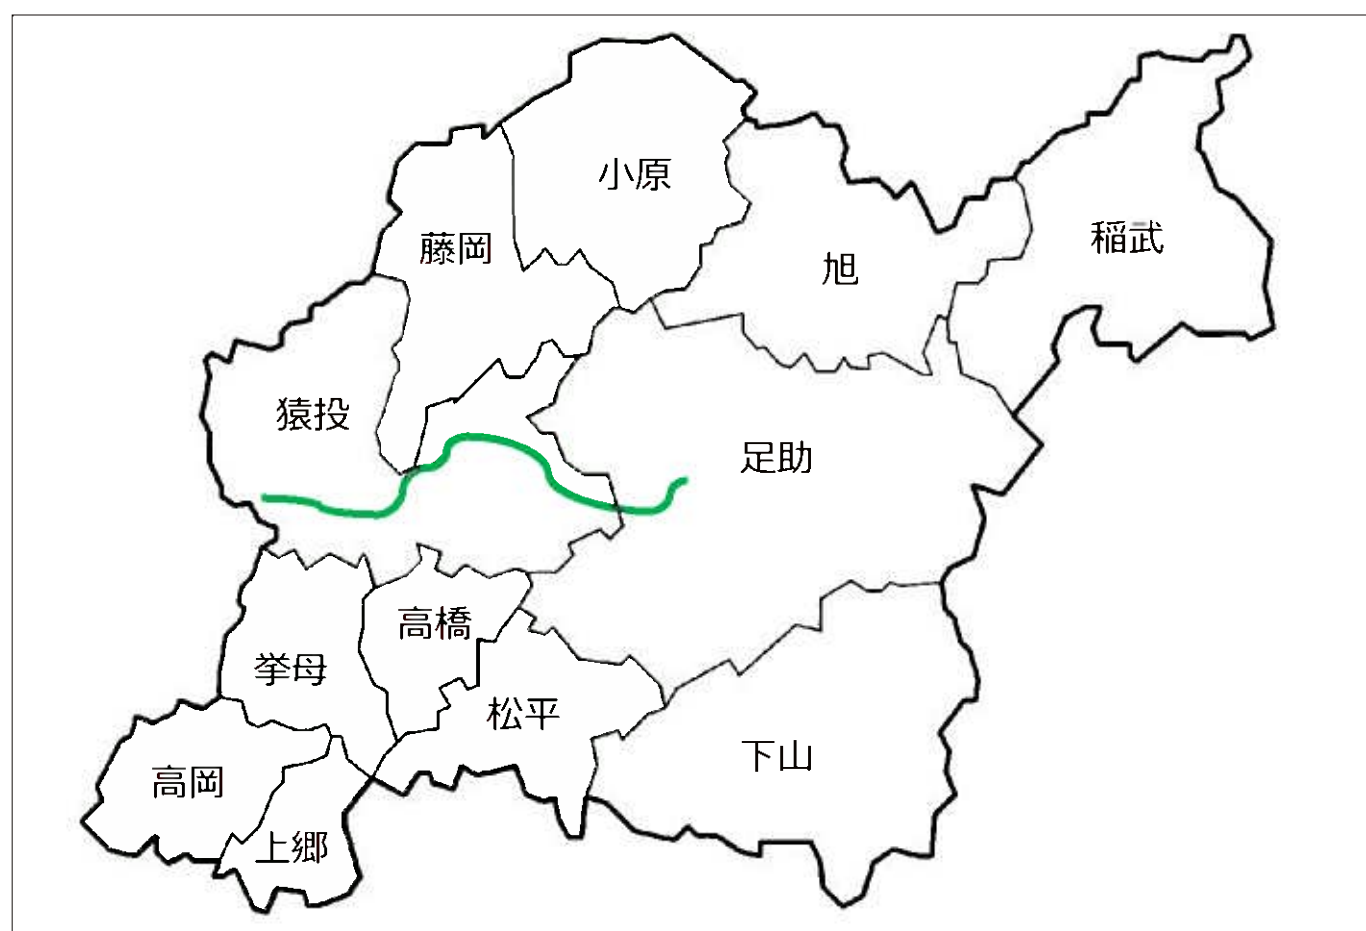 小原
藤岡
稲武
旭
猿投
足助
高橋
挙母
松平
下山
高岡
上郷